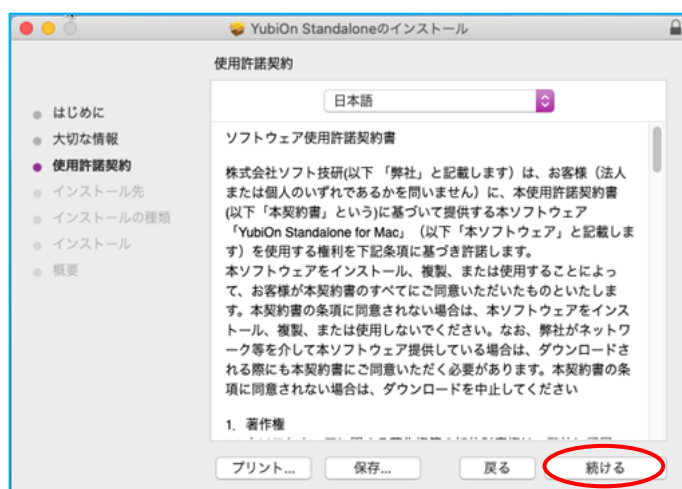 YubiOn Standaloneのインストール
使用許諾契約
日本語
はじめに
大切な情報
使用許諾契約
インストール先
インストールの種類
インストール
概要
ソフトウェア使用許諾契約書
株式会社ソフト技研(以下 「弊社」と記載します）は、お客様（法人
または個人のいずれであるかを問いません）に、本使用許諾契約書
(以下「本契約書」という)に基づいて提供する本ソフトウェア
「YubiOn Standalone for Mac」（以下「本ソフトウェア」と記載しま
す）を使用する権利を下記条項に基づき許諾します。
本ソフトウェアをインストール、複製、または使用することによっ
て、お客様が本契約書のすべてにご同意いただいたものといたしま
す。本契約書の条項に同意されない場合は、本ソフトウェアをインス
トール、複製、または使用しないでください。なお、弊社がネットワ
ーク等を介して本ソフトウェア提供している場合は、ダウンロードさ
れる際にも本契約書にご同意いただく必要があります。本契約書の条
項に同意されない場合は、ダウンロードを中止してください
1. 著作権
プリント...
保存...
戻る
続ける